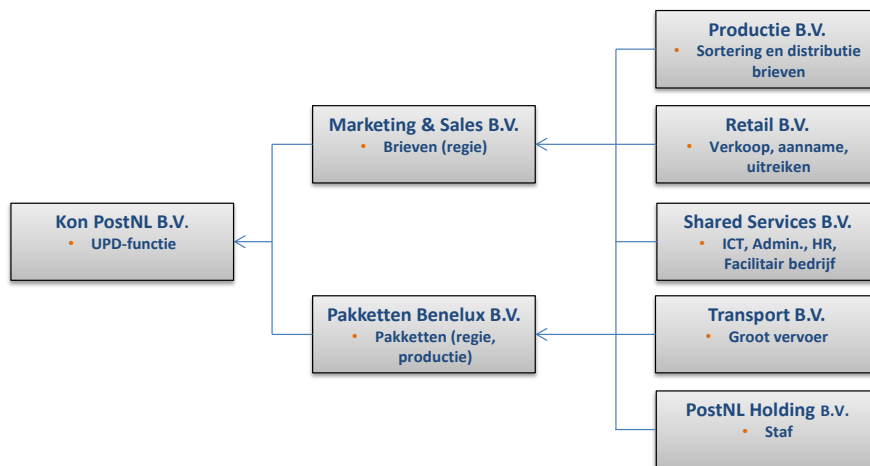 Kon PostNL B.V.
• UPD-functie
Marketing & Sales B.V.
• Brieven (regie)
Pakketten Benelux B.V.
• Pakketten (regie,
productie)
Productie B.V.
• Sortering en distributie
brieven
Retail B.V.
• Verkoop, aanname,
uitreiken
Shared Services B.V.
• ICT, Admin., HR,
Facilitair bedrijf
Transport B.V.
• Groot vervoer
PostNL Holding B.V.
• Staf